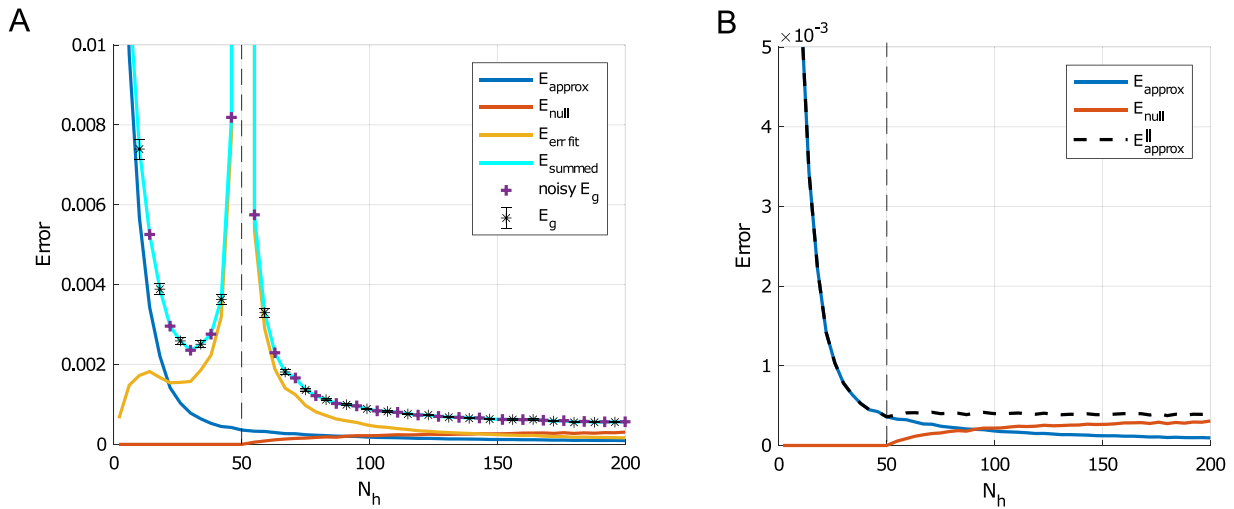 A
Error
0.01
0.008
0.006
0.004
0.002
0
0 50 100 150 200
N_h
E_approx
E_null
E_err fit
E_summed
noisy E_g
E_g
B
×10^-3
Error
5
4
3
2
1
0
0 50 100 150 200
N_h
E_approx
E_null
E^||_approx